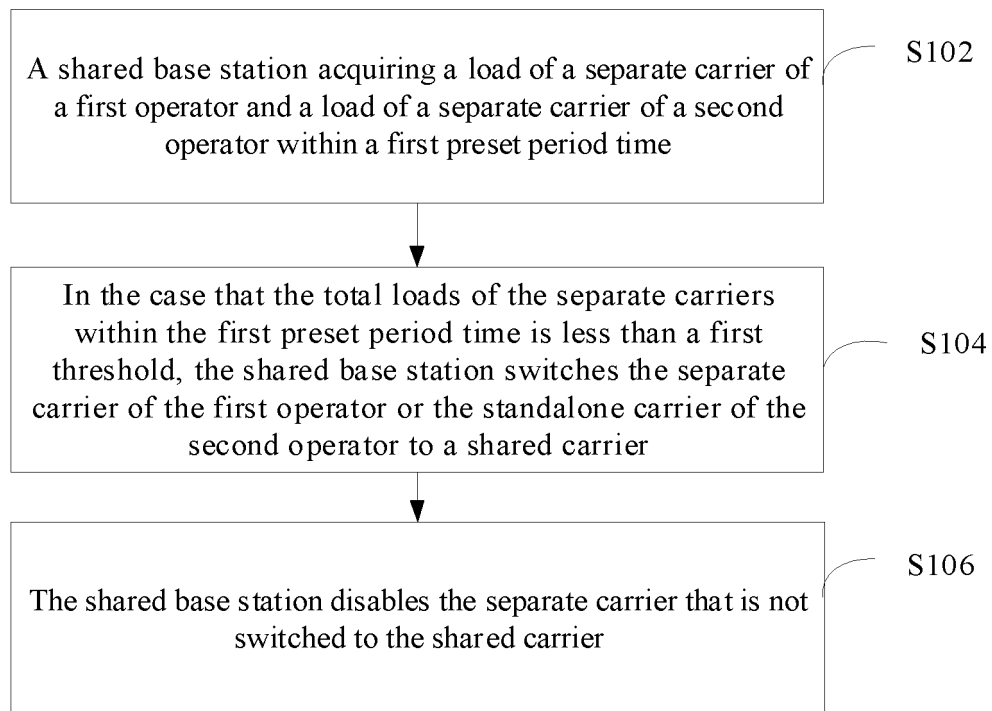 A shared base station acquiring a load of a separate carrier of
a first operator and a load of a separate carrier of a second
operator within a first preset period time
S102
In the case that the total loads of the separate carriers
within the first preset period time is less than a first
threshold, the shared base station switches the separate
carrier of the first operator or the standalone carrier of the
second operator to a shared carrier
S104
The shared base station disables the separate carrier that is not
switched to the shared carrier
S106